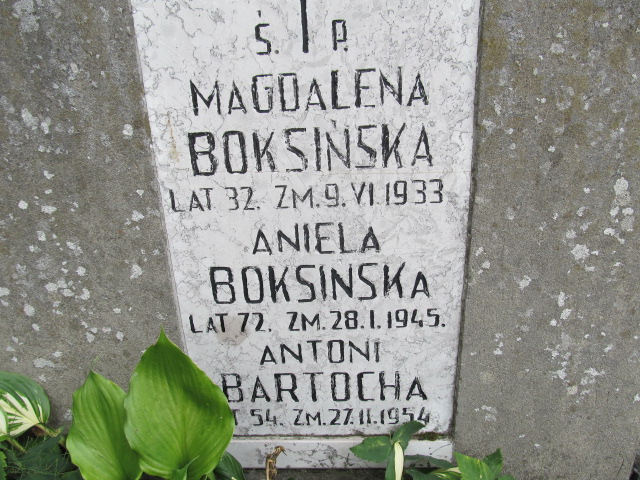 Ś. P.
MAGDALENA
BOKSIŃSKA
LAT 32. ZM. 9. VI. 1933
ANIELA
BOKSIŃSKA
LAT 72. ZM. 28. I. 1945.
ANTONI
BARTOCHA
54. ZM. 27. II. 1954